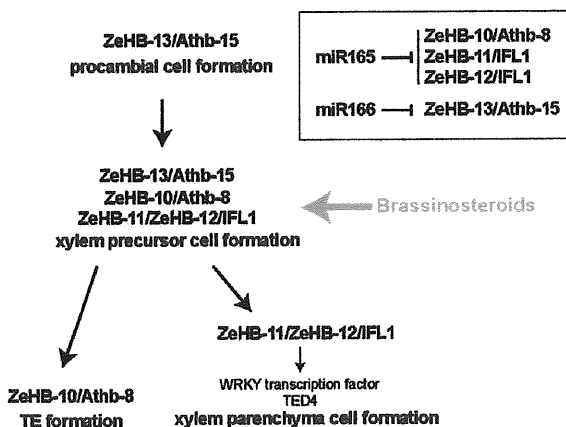 ZeHB-13/Athb-15
procambial cell formation
miR165
ZeHB-10/Athb-8
ZeHB-11/IFL1
ZeHB-12/IFL1
miR166
ZeHB-13/Athb-15
ZeHB-13/Athb-15
ZeHB-10/Athb-8
ZeHB-11/ZeHB-12/IFL1
xylem precursor cell formation
Brassinosteroids
ZeHB-11/ZeHB-12/IFL1
WRKY transcription factor
TED4
xylem parenchyma cell formation
ZeHB-10/Athb-8
TE formation